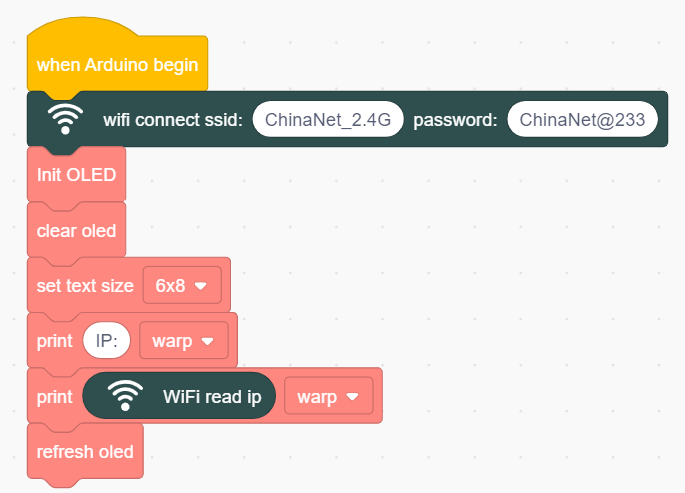 when Arduino begin
wifi connect ssid: ChinaNet_2.4G password: ChinaNet@233
Init OLED
clear oled
set text size 6x8
print IP: warp
print WiFi read ip warp
refresh oled